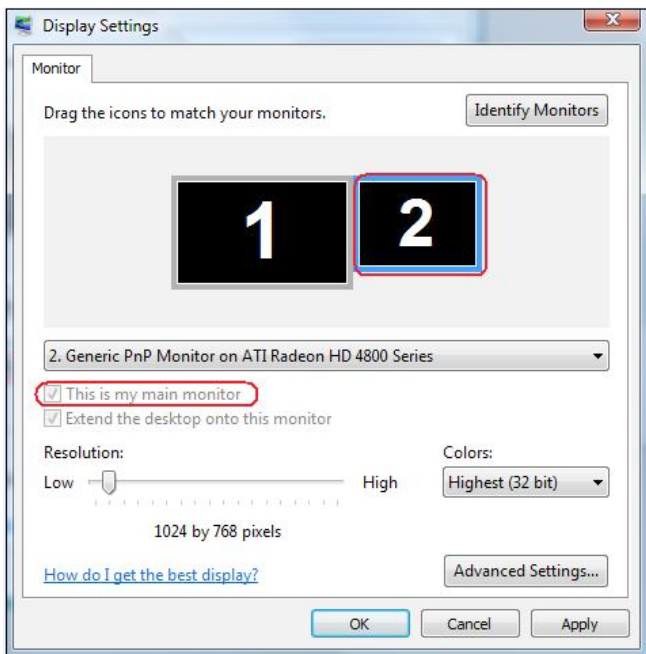 Display Settings
Monitor
Drag the icons to match your monitors.
Identify Monitors
1
2
2. Generic PnP Monitor on ATI Radeon HD 4800 Series
This is my main monitor
Extend the desktop onto this monitor
Resolution:
Colors:
Low
High
Highest (32 bit)
1024 by 768 pixels
How do I get the best display?
Advanced Settings...
OK
Cancel
Apply